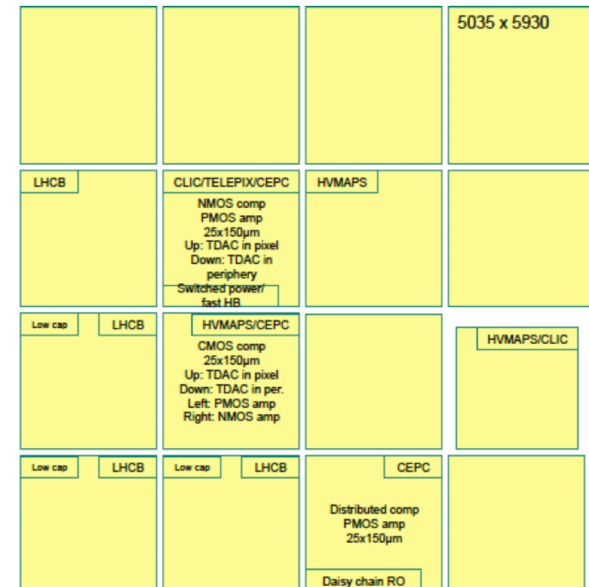 5035 x 5930
LHCB
CLIC/TELEPIX/CEPC
NMOS comp
PMOS amp
25x150µm
Up: TDAC in pixel
Down: TDAC in
periphery
Switched power/
fast HB
HVMAPS
Low cap
LHCB
HVMAPS/CEPC
CMOS comp
25x150µm
Up: TDAC in pixel
Down: TDAC in per.
Left: PMOS amp
Right: NMOS amp
HVMAPS/CLIC
Low cap
LHCB
Low cap
LHCB
CEPC
Distributed comp
PMOS amp
25x150µm
Daisy chain RO